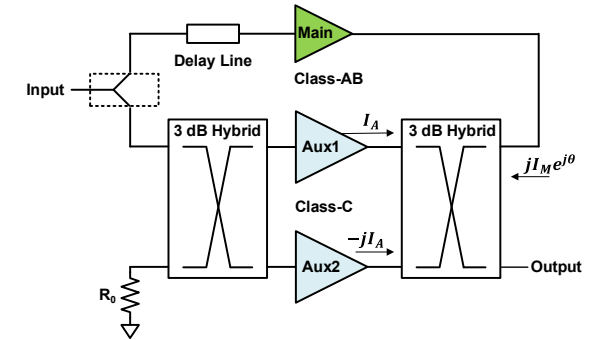 Main
Delay Line
Class-AB
Input
3 dB Hybrid
I_A
3 dB Hybrid
Aux1
jI_M e^{jθ}
Class-C
-jI_A
Aux2
Output
R_0